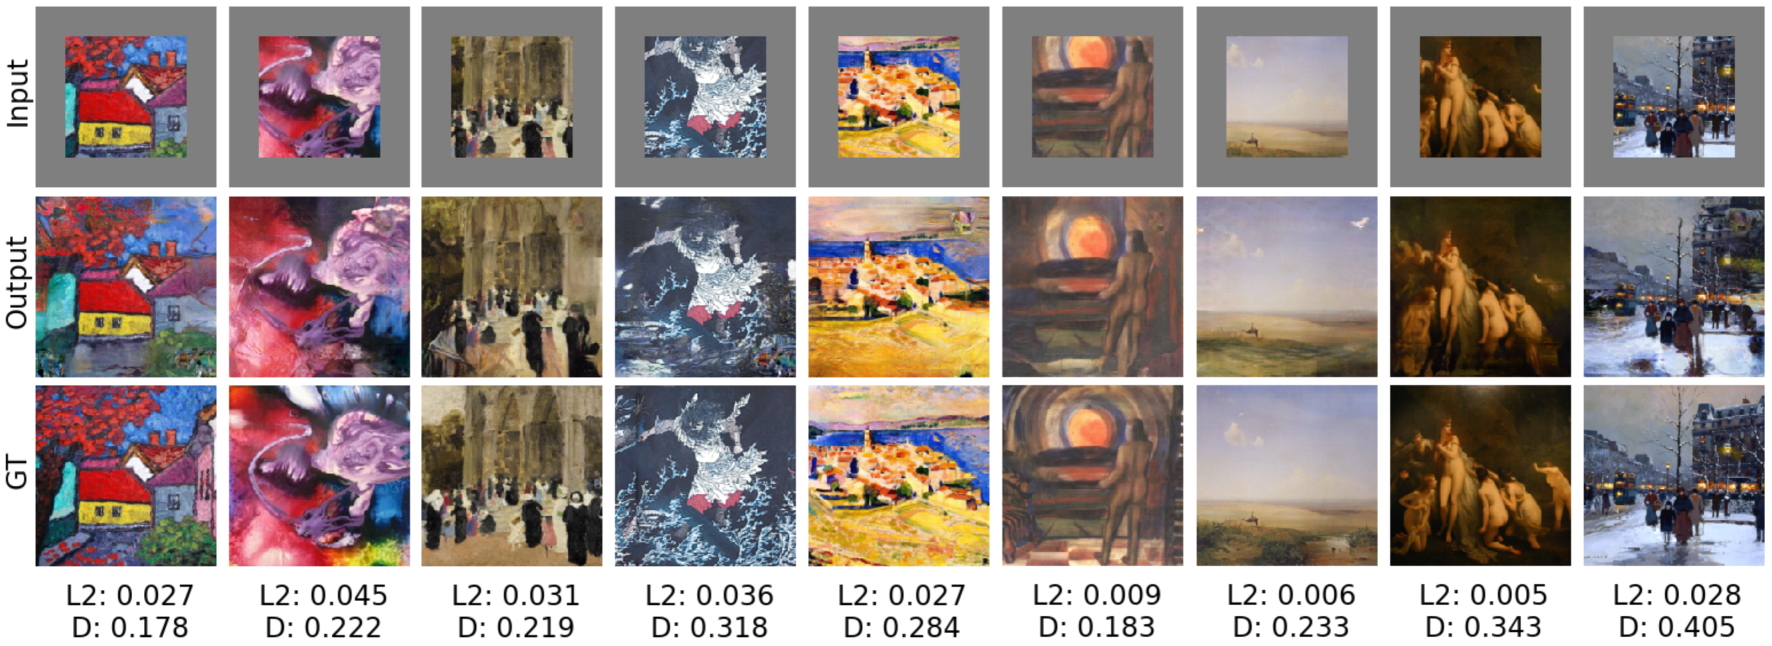 Input
Output
GT
L2: 0.027 L2: 0.045 L2: 0.031 L2: 0.036 L2: 0.027 L2: 0.009 L2: 0.006 L2: 0.005 L2: 0.028
D: 0.178 D: 0.222 D: 0.219 D: 0.318 D: 0.284 D: 0.183 D: 0.233 D: 0.343 D: 0.405